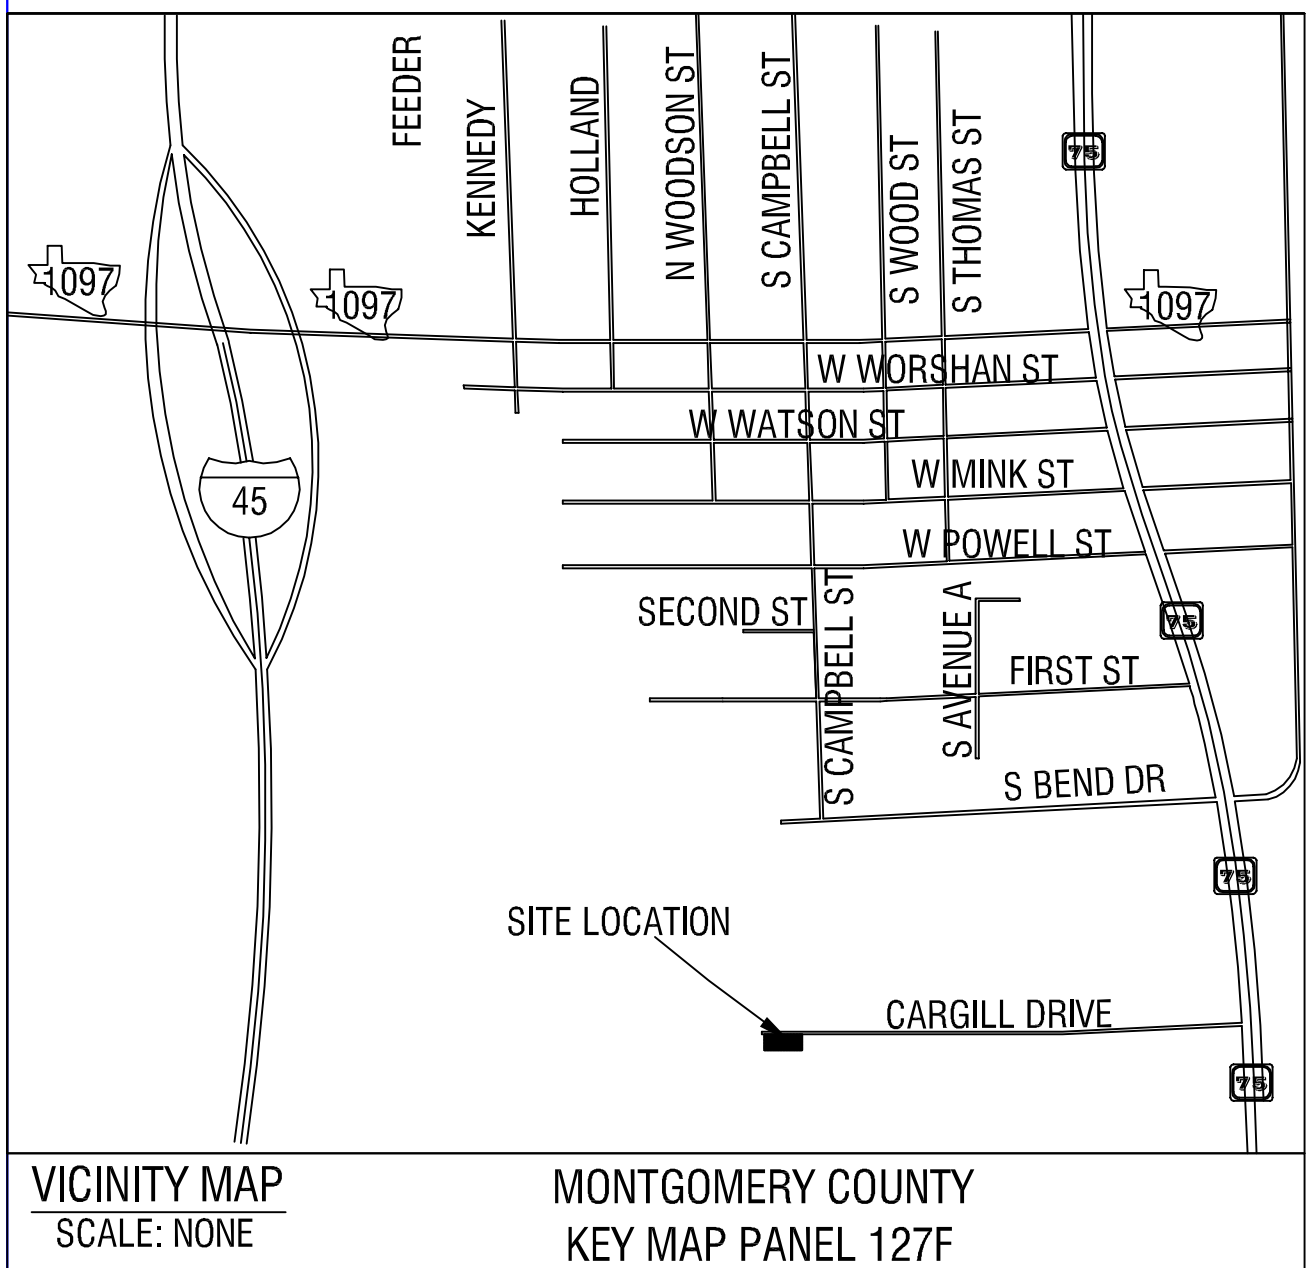 FEEDER
KENNEDY
HOLLAND
N WOODSON ST
S CAMPBELL ST
S WOOD ST
S THOMAS ST
75
1097
1097
1097
W WORSHAN ST
W WATSON ST
W MINK ST
45
W POWELL ST
SECOND ST
S CAMPBELL ST
S AVENUE A
75
FIRST ST
S BEND DR
75
SITE LOCATION
CARGILL DRIVE
75
VICINITY MAP
SCALE: NONE
MONTGOMERY COUNTY
KEY MAP PANEL 127F